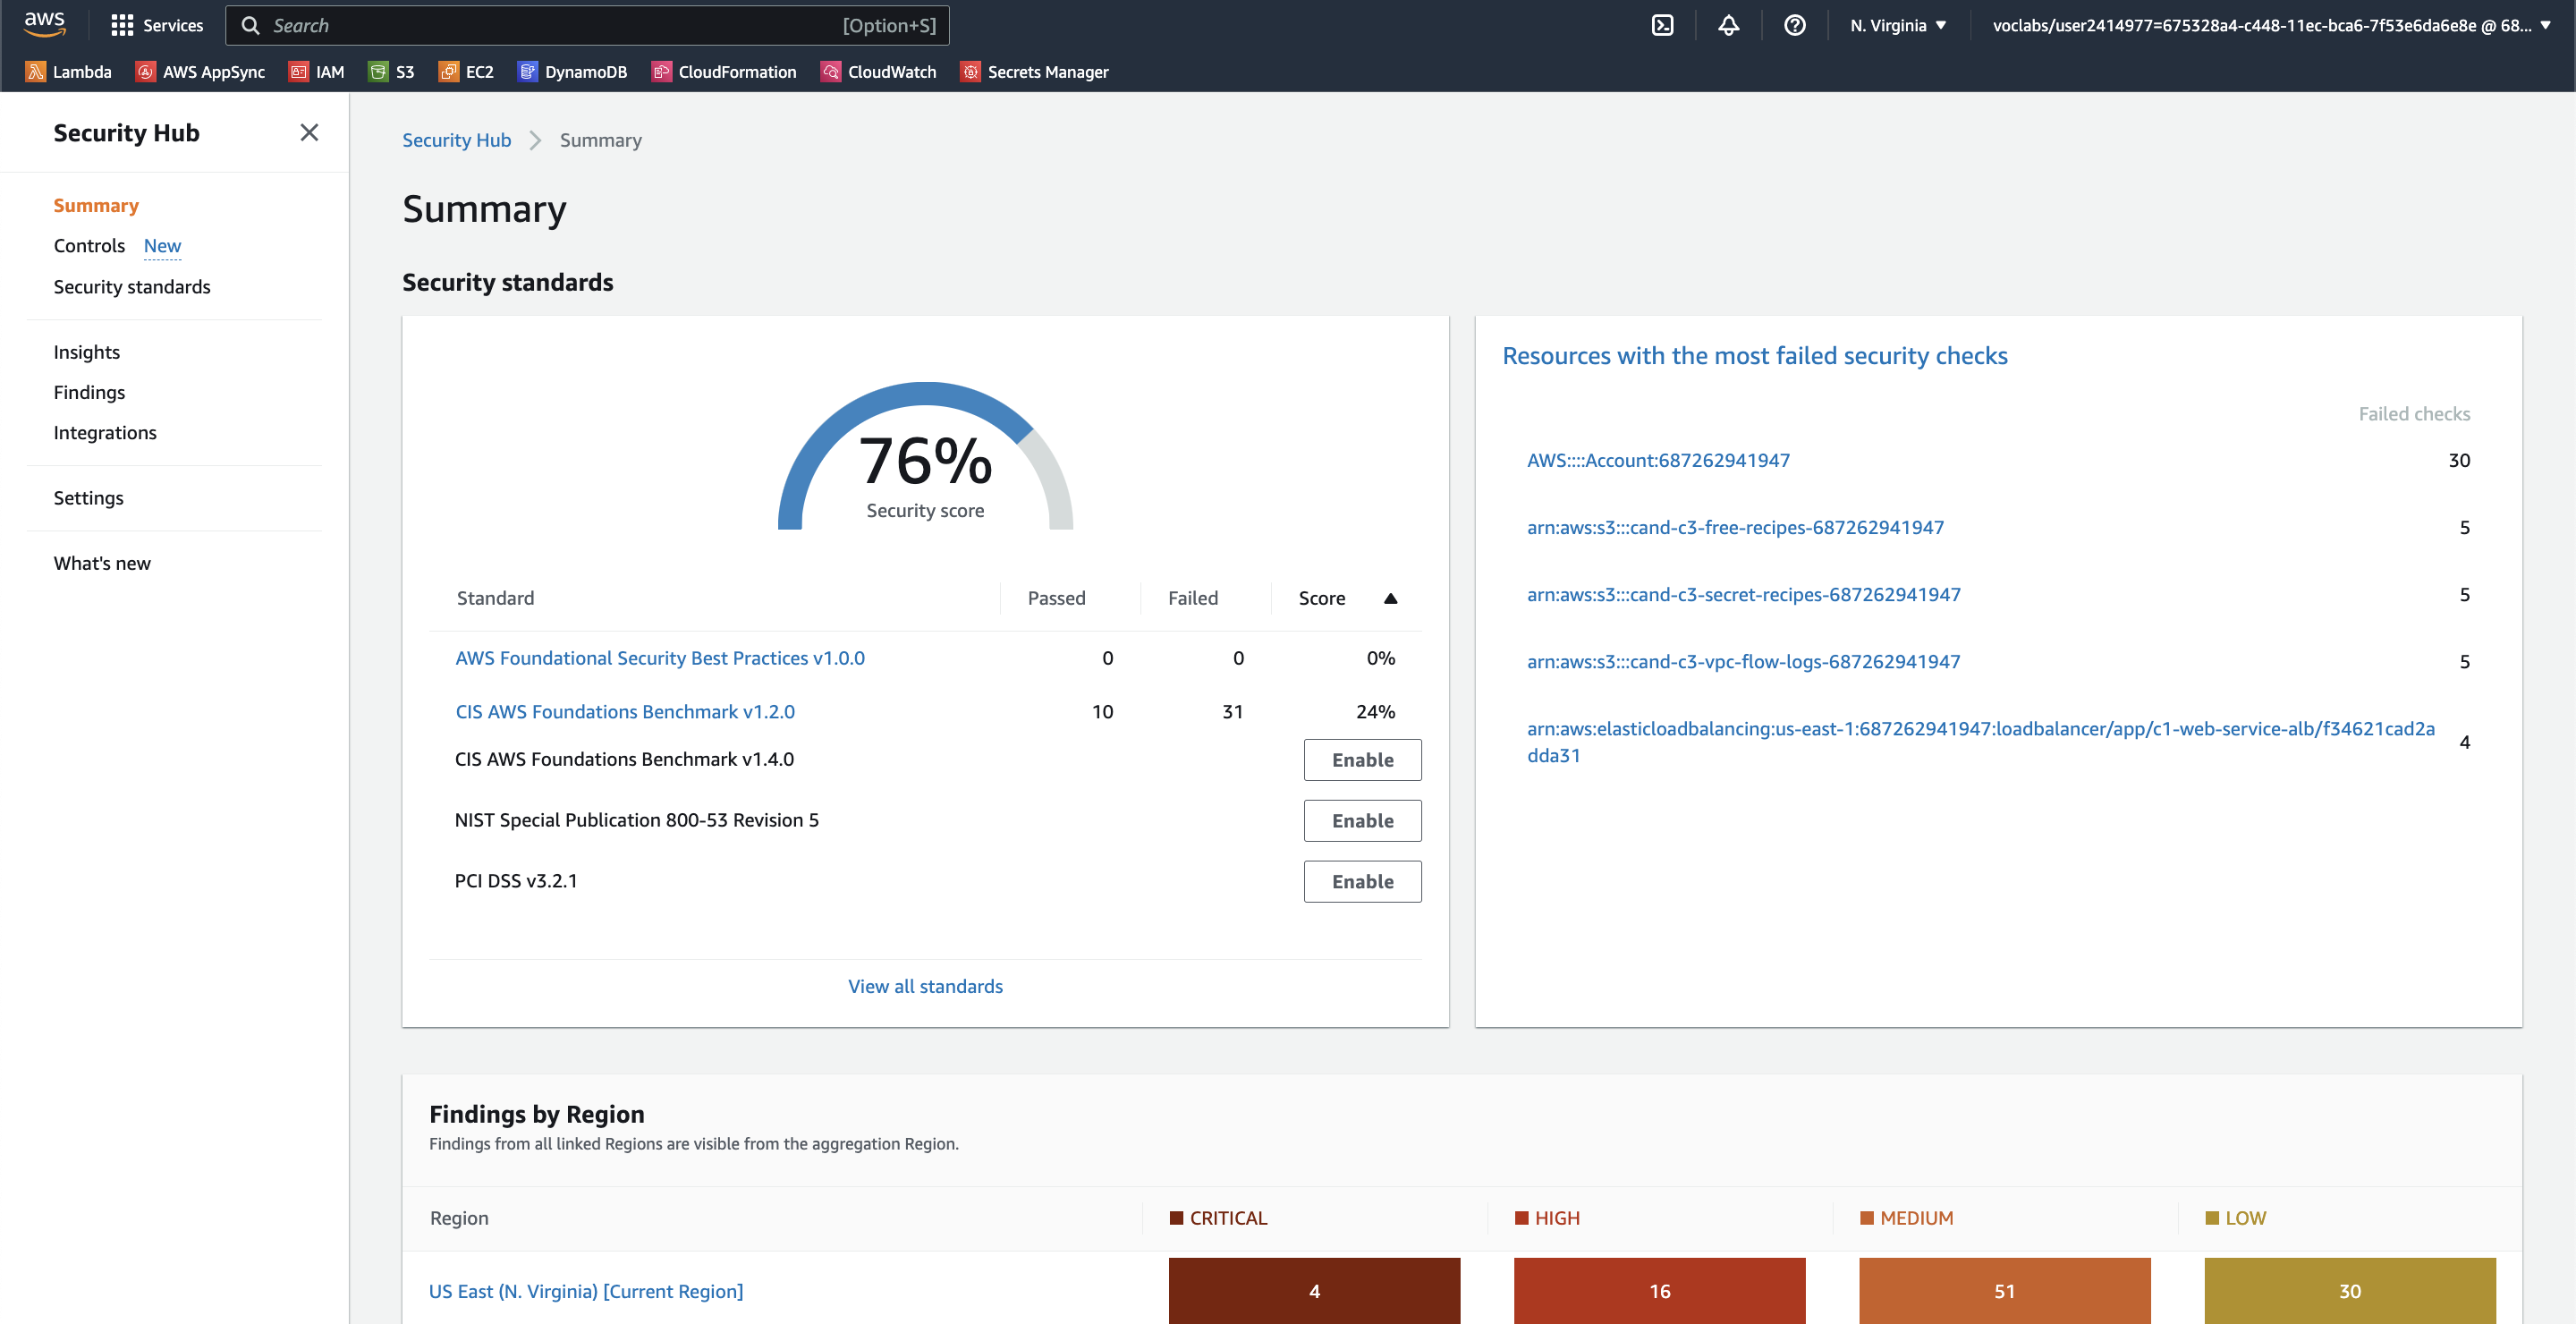 aws
Services
Search [Option+S]
N. Virginia
voclabs/user2414977=675328a4-c448-11ec-bca6-7f53e6da6e8e @ 68...
Lambda AWS AppSync IAM S3 EC2 DynamoDB CloudFormation CloudWatch Secrets Manager
Security Hub
Summary
Controls New
Security standards
Insights
Findings
Integrations
Settings
What's new
Security Hub Summary
Summary
Security standards
76%
Security score
Standard Passed Failed Score
AWS Foundational Security Best Practices v1.0.0 0 0 0%
CIS AWS Foundations Benchmark v1.2.0 10 31 24%
CIS AWS Foundations Benchmark v1.4.0 Enable
NIST Special Publication 800-53 Revision 5 Enable
PCI DSS v3.2.1 Enable
View all standards
Resources with the most failed security checks
Failed checks
AWS::::Account:687262941947 30
arn:aws:s3:::cand-c3-free-recipes-687262941947 5
arn:aws:s3:::cand-c3-secret-recipes-687262941947 5
arn:aws:s3:::cand-c3-vpc-flow-logs-687262941947 5
arn:aws:elasticloadbalancing:us-east-1:687262941947:loadbalancer/app/c1-web-service-alb/f34621cad2a
dda31 4
Findings by Region
Findings from all linked Regions are visible from the aggregation Region.
Region CRITICAL HIGH MEDIUM LOW
US East (N. Virginia) [Current Region] 4 16 51 30